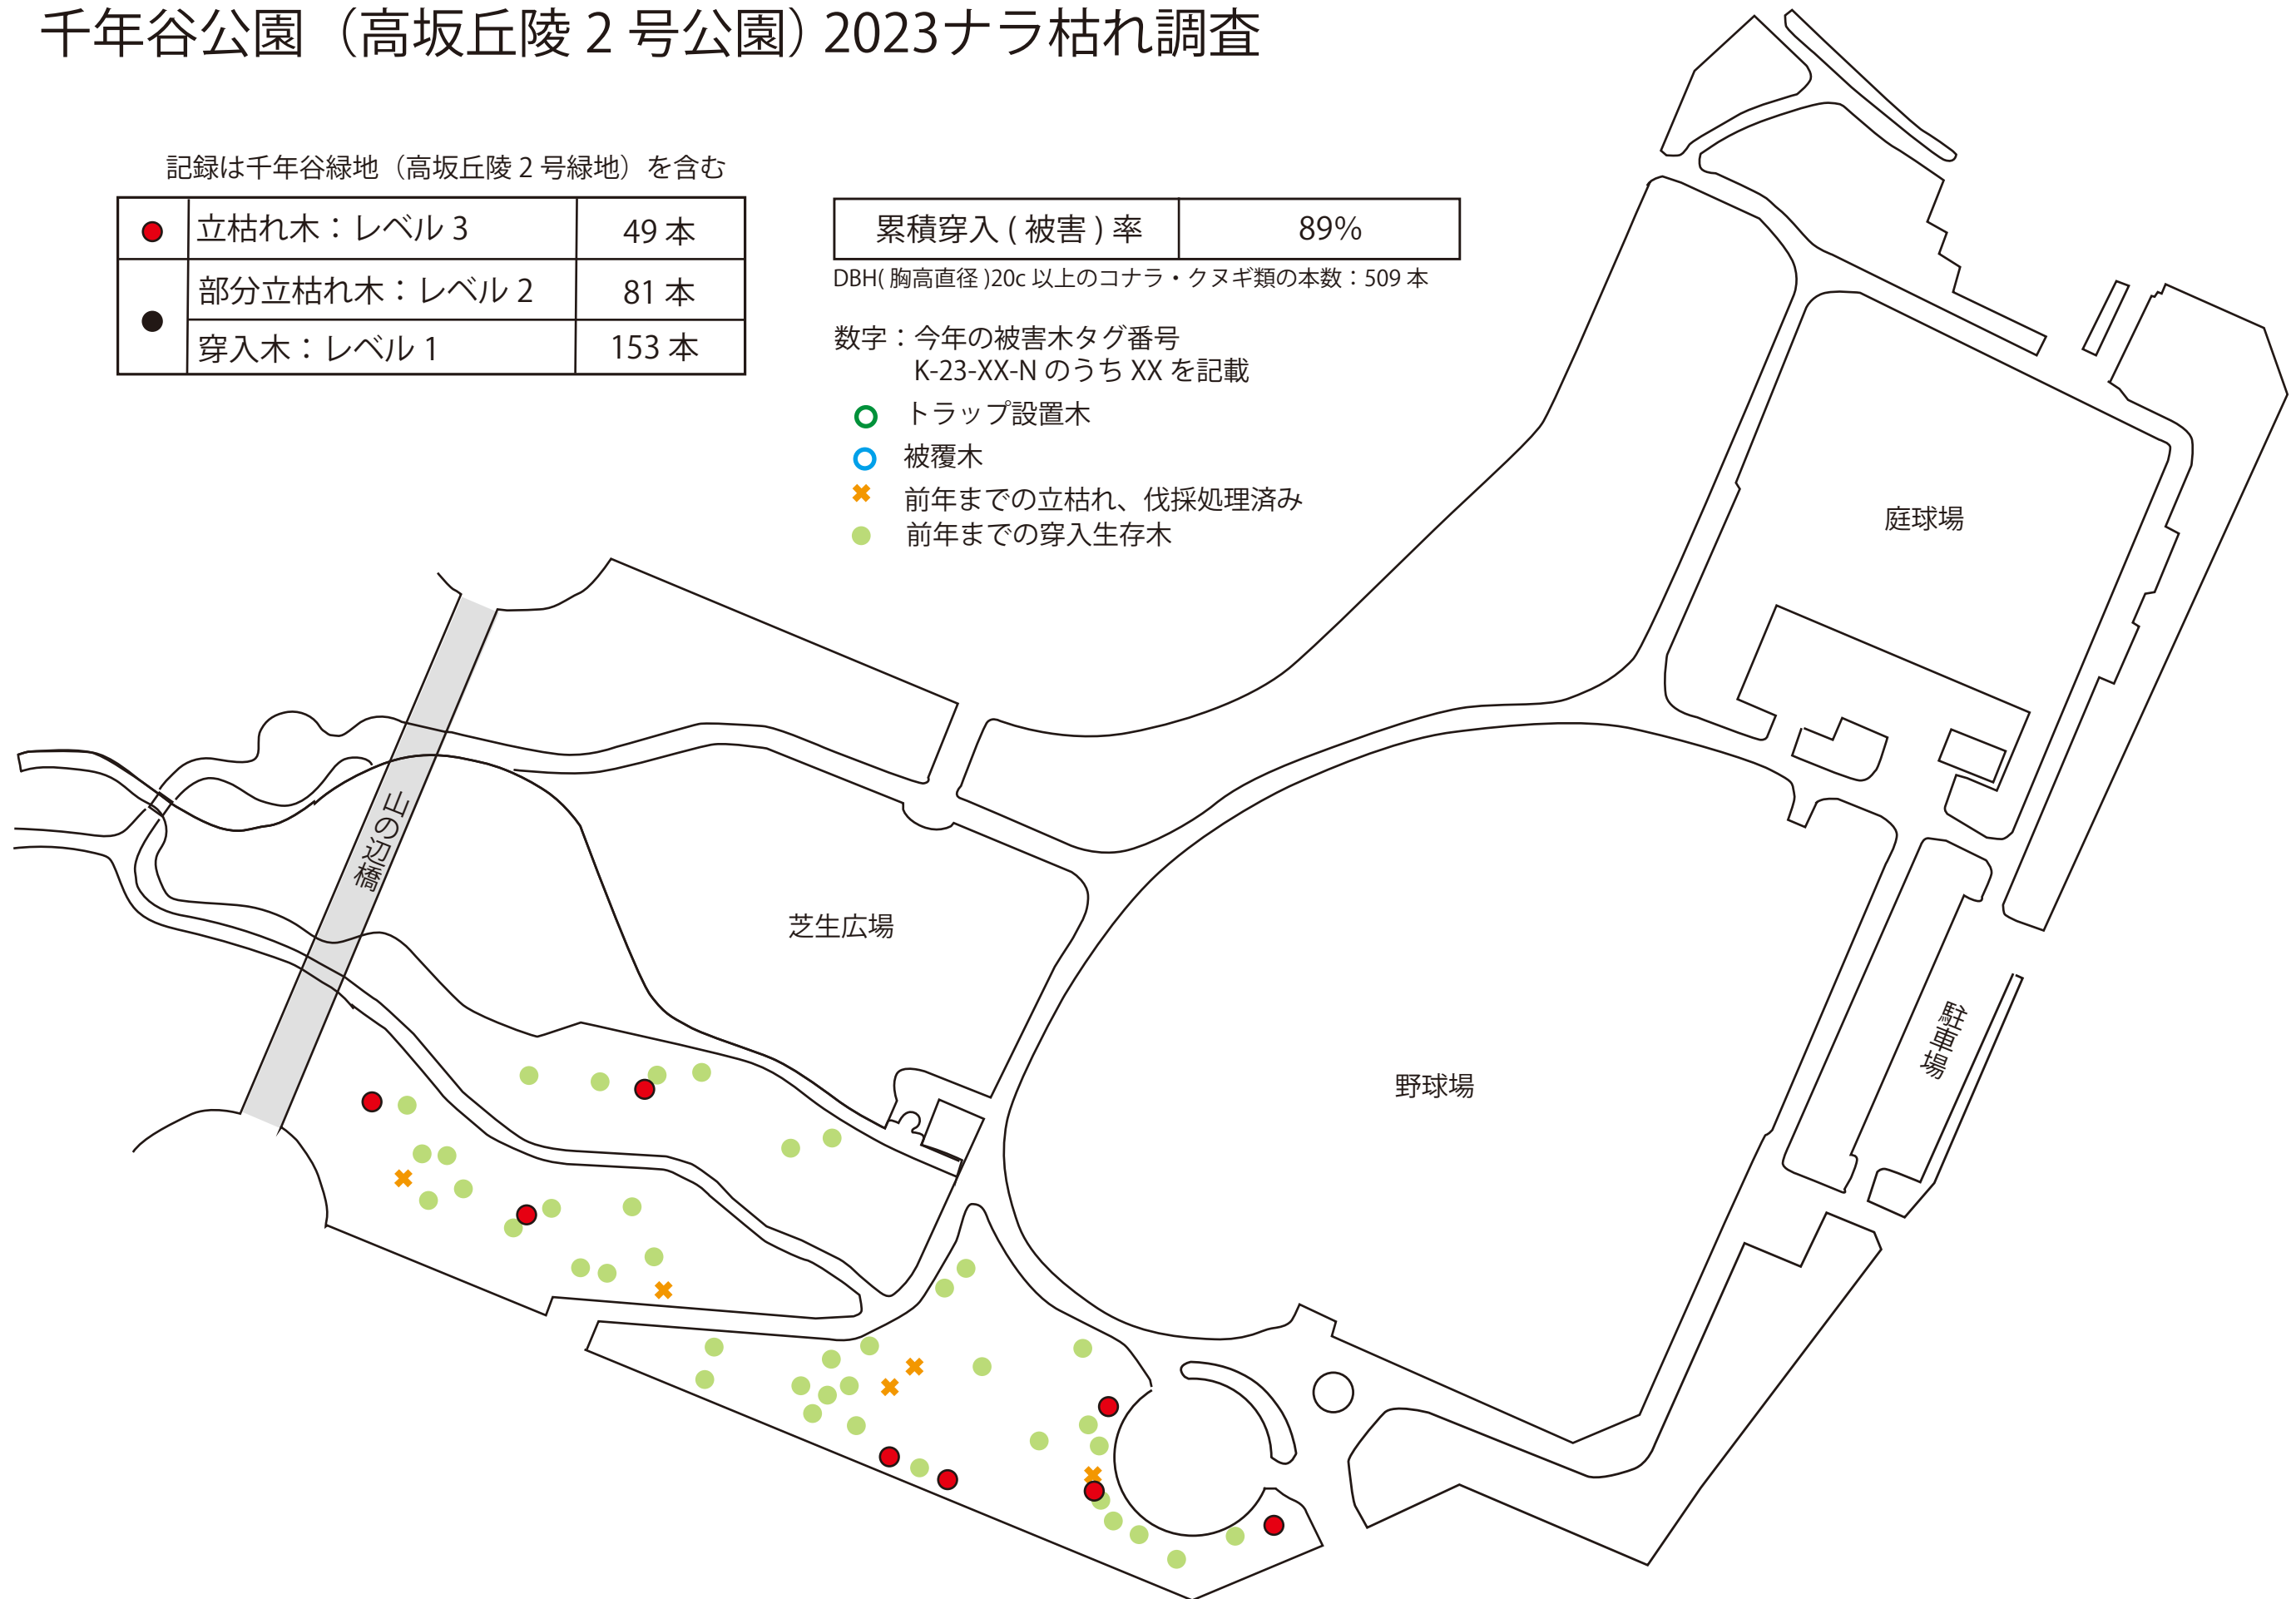 千年谷公園（高坂丘陵２号公園）2023ナラ枯れ調査
記録は千年谷緑地（高坂丘陵２号緑地）を含む
立枯れ木：レベル 3
49 本
部分立枯れ木：レベル 2
81 本
穿入木：レベル 1
153 本
累積穿入 ( 被害 ) 率
89%
DBH( 胸高直径 )20c 以上のコナラ・クヌギ類の本数：509 本
数字：今年の被害木タグ番号
K-23-XX-N のうち XX を記載
トラップ設置木
被覆木
前年までの立枯れ、伐採処理済み
前年までの穿入生存木
庭球場
山の辺橋
芝生広場
駐車場
野球場